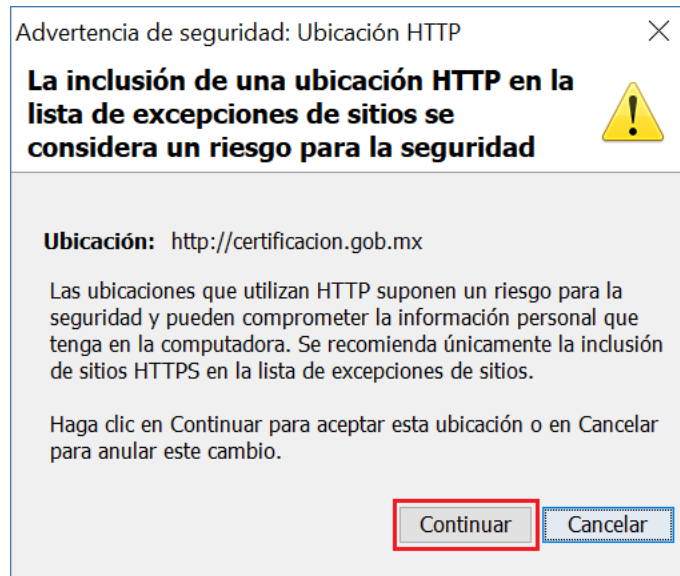 Advertencia de seguridad: Ubicación HTTP
La inclusión de una ubicación HTTP en la
lista de excepciones de sitios se
considera un riesgo para la seguridad
Ubicación: http://certificacion.gob.mx
Las ubicaciones que utilizan HTTP suponen un riesgo para la
seguridad y pueden comprometer la información personal que
tenga en la computadora. Se recomienda únicamente la inclusión
de sitios HTTPS en la lista de excepciones de sitios.
Haga clic en Continuar para aceptar esta ubicación o en Cancelar
para anular este cambio.
Continuar Cancelar